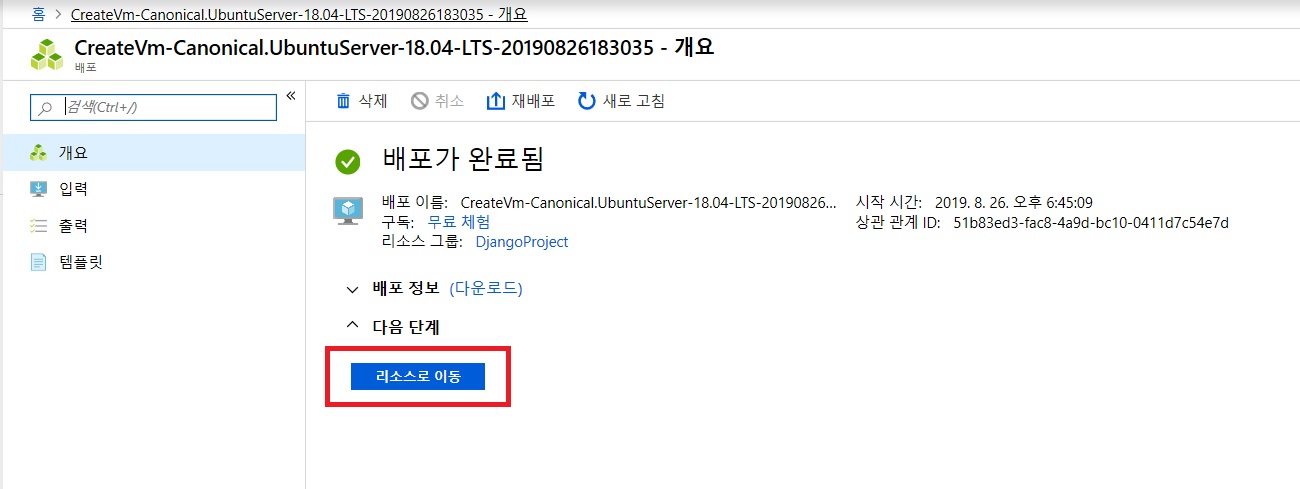 홈 > CreateVm-Canonical.UbuntuServer-18.04-LTS-20190826183035 - 개요
CreateVm-Canonical.UbuntuServer-18.04-LTS-20190826183035 - 개요
배포
검색(Ctrl+/)
«
개요
입력
출력
템플릿
삭제 취소 재배포 새로 고침
배포가 완료됨
배포 이름: CreateVm-Canonical.UbuntuServer-18.04-LTS-20190826... 시작 시간: 2019. 8. 26. 오후 6:45:09
구독: 무료 체험 상관 관계 ID: 51b83ed3-fac8-4a9d-bc10-0411d7c54e7d
리소스 그룹: DjangoProject
배포 정보 (다운로드)
다음 단계
리소스로 이동